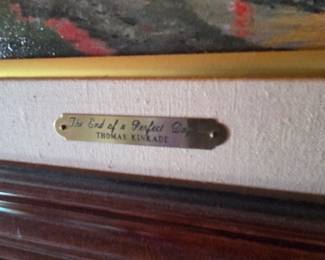 The End of a Perfect Day
THOMAS KINKADE